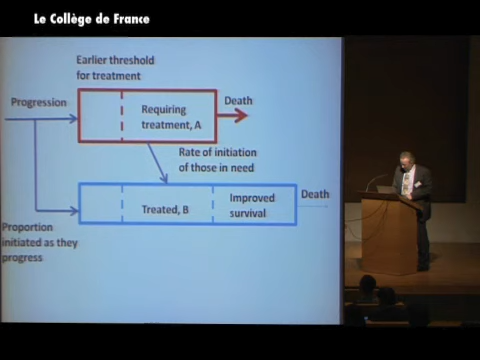 Le Collège de France
Earlier threshold
for treatment
Progression
Death
Requiring
treatment, A
Rate of initiation
of those in need
Treated, B
Improved
survival
Death
Proportion
initiated as they
progress